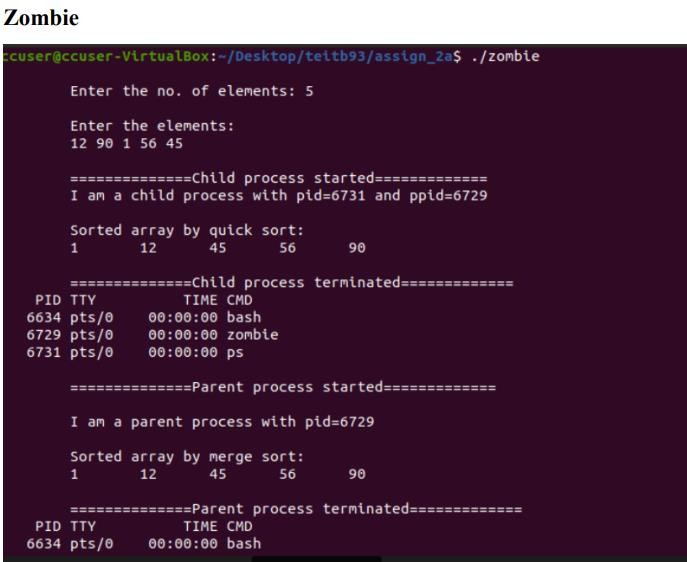 Zombie
ccuser@ccuser-VirtualBox:~/Desktop/teitb93/assign_2a$ ./zombie
Enter the no. of elements: 5
Enter the elements:
12 90 1 56 45
==============Child process started=============
I am a child process with pid=6731 and ppid=6729
Sorted array by quick sort:
1 12 45 56 90
==============Child process terminated=============
PID TTY TIME CMD
6634 pts/0 00:00:00 bash
6729 pts/0 00:00:00 zombie
6731 pts/0 00:00:00 ps
==============Parent process started=============
I am a parent process with pid=6729
Sorted array by merge sort:
1 12 45 56 90
==============Parent process terminated=============
PID TTY TIME CMD
6634 pts/0 00:00:00 bash